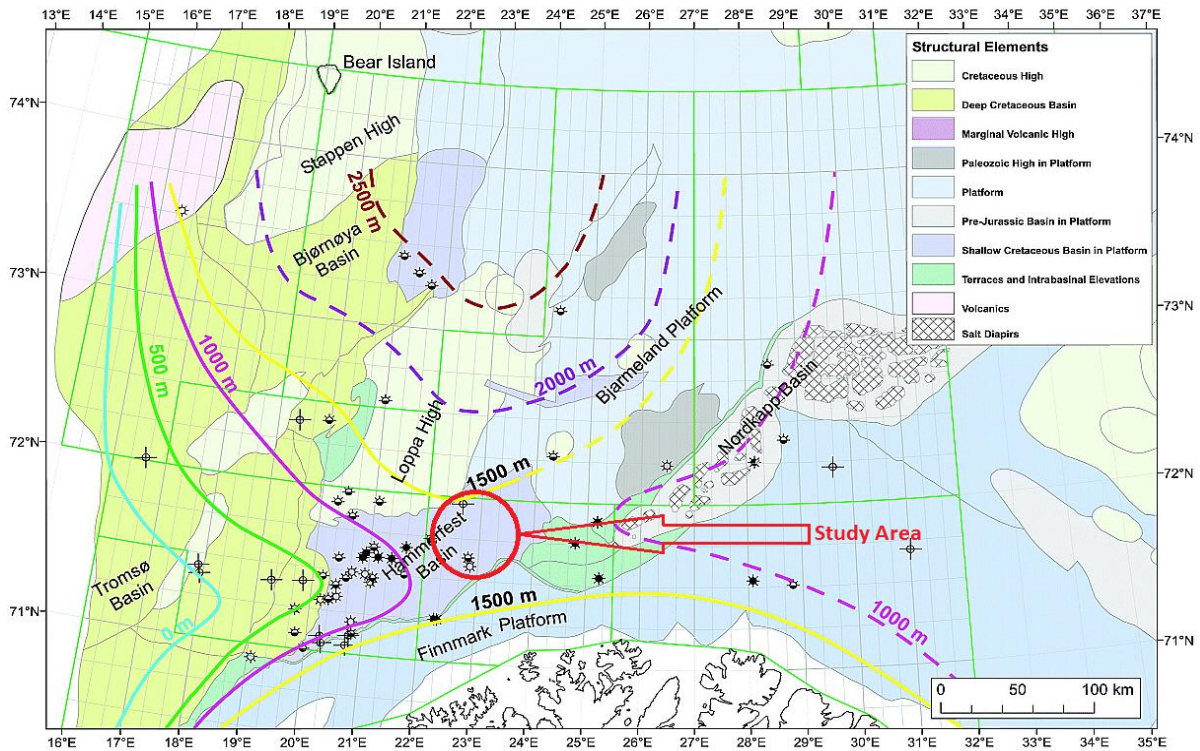 13°E 14°E 15°E 16°E 17°E 18°E 19°E 20°E 21°E 22°E 23°E 24°E 25°E 26°E 27°E 28°E 29°E 30°E 31°E 32°E 33°E 34°E 35°E 36°E 37°E
Structural Elements
Cretaceous High
Deep Cretaceous Basin
Marginal Volcanic High
Paleozoic High in Platform
Platform
Pre-Jurassic Basin in Platform
Shallow Cretaceous Basin in Platform
Terraces and Intrabasinal Elevations
Volcanics
Salt Diapirs
Bear Island
74°N
74°N
Stappen High
2500 m
Bjørnøya
Basin
73°N
73°N
Bjarmeland Platform
500 m
1000 m
2000 m
Nordkapp Basin
Loppa High
72°N
72°N
1500 m
Study Area
Hammerfest
Basin
Tromsø
Basin
0 m
1500 m
Finnmark Platform
1000 m
71°N
71°N
0 50 100 km
16°E 17°E 18°E 19°E 20°E 21°E 22°E 23°E 24°E 25°E 26°E 27°E 28°E 29°E 30°E 31°E 32°E 33°E 34°E 35°E